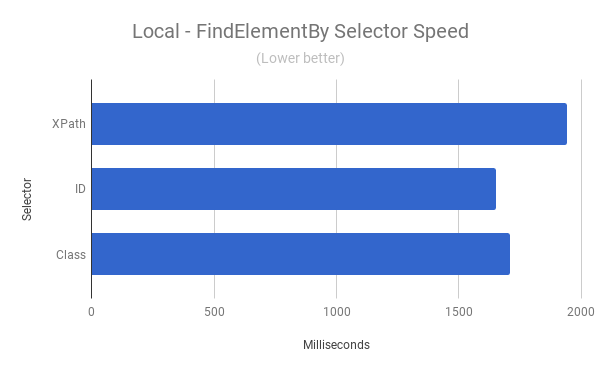 Local - FindElementBy Selector Speed
(Lower better)
Selector
XPath
ID
Class
0 500 1000 1500 2000
Milliseconds